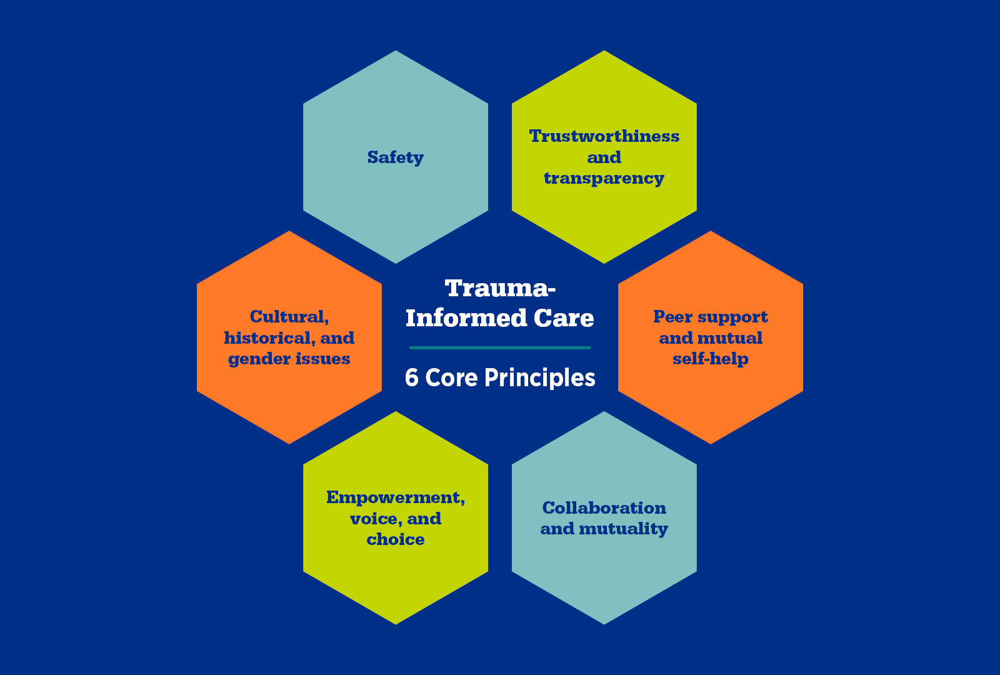 Safety
Trustworthiness
and
transparency
Trauma-
Informed Care
6 Core Principles
Cultural,
historical, and
gender issues
Peer support
and mutual
self-help
Empowerment,
voice, and
choice
Collaboration
and mutuality